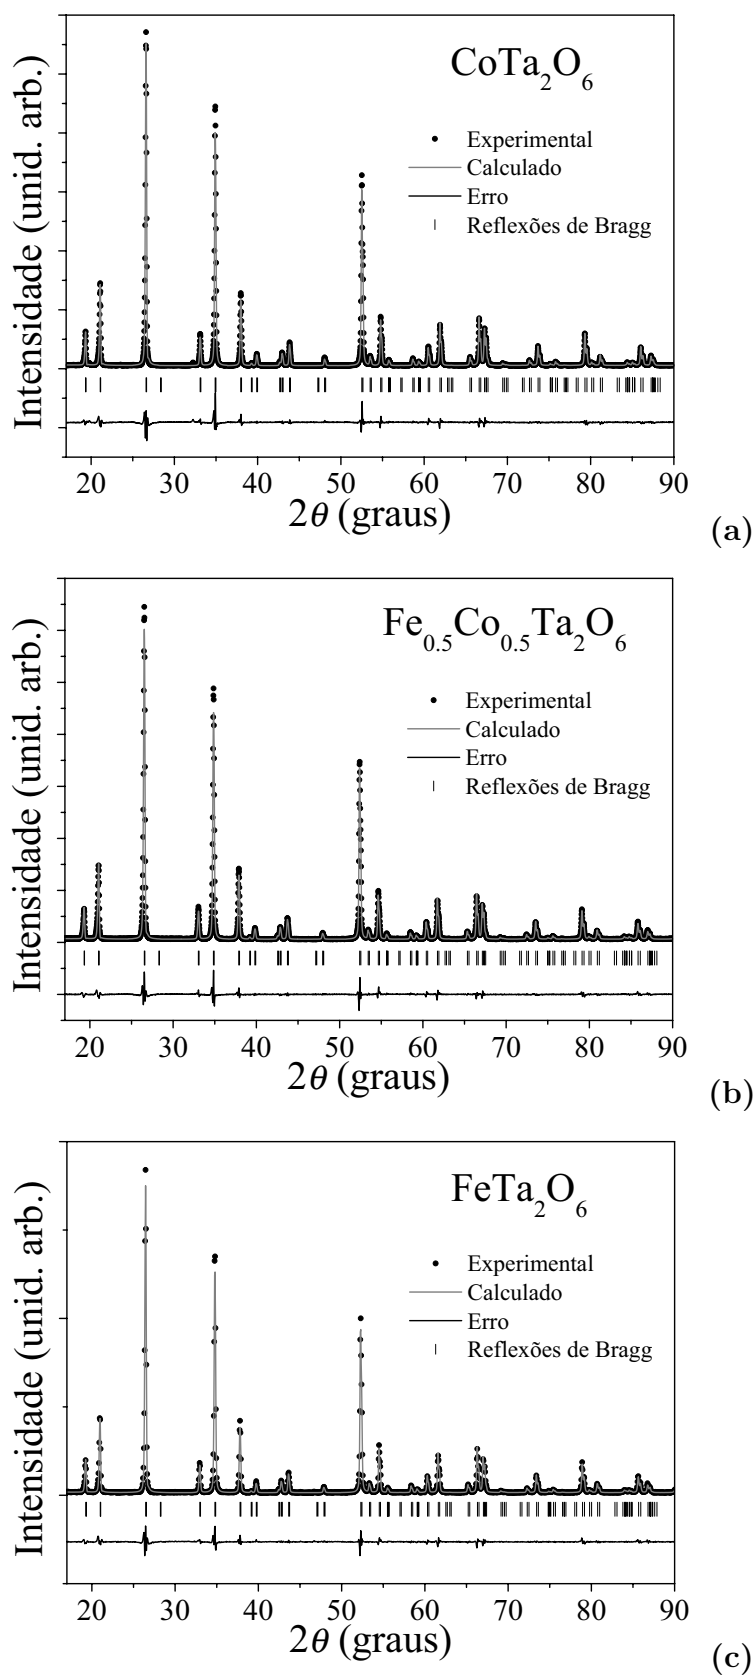 CoTa₂O₆
Experimental
Calculado
Erro
Reflexões de Bragg
Intensidade (unid. arb.)
20 30 40 50 60 70 80 90
2θ (graus)
(a)
Fe₀.₅Co₀.₅Ta₂O₆
Experimental
Calculado
Erro
Reflexões de Bragg
Intensidade (unid. arb.)
20 30 40 50 60 70 80 90
2θ (graus)
(b)
FeTa₂O₆
Experimental
Calculado
Erro
Reflexões de Bragg
Intensidade (unid. arb.)
20 30 40 50 60 70 80 90
2θ (graus)
(c)